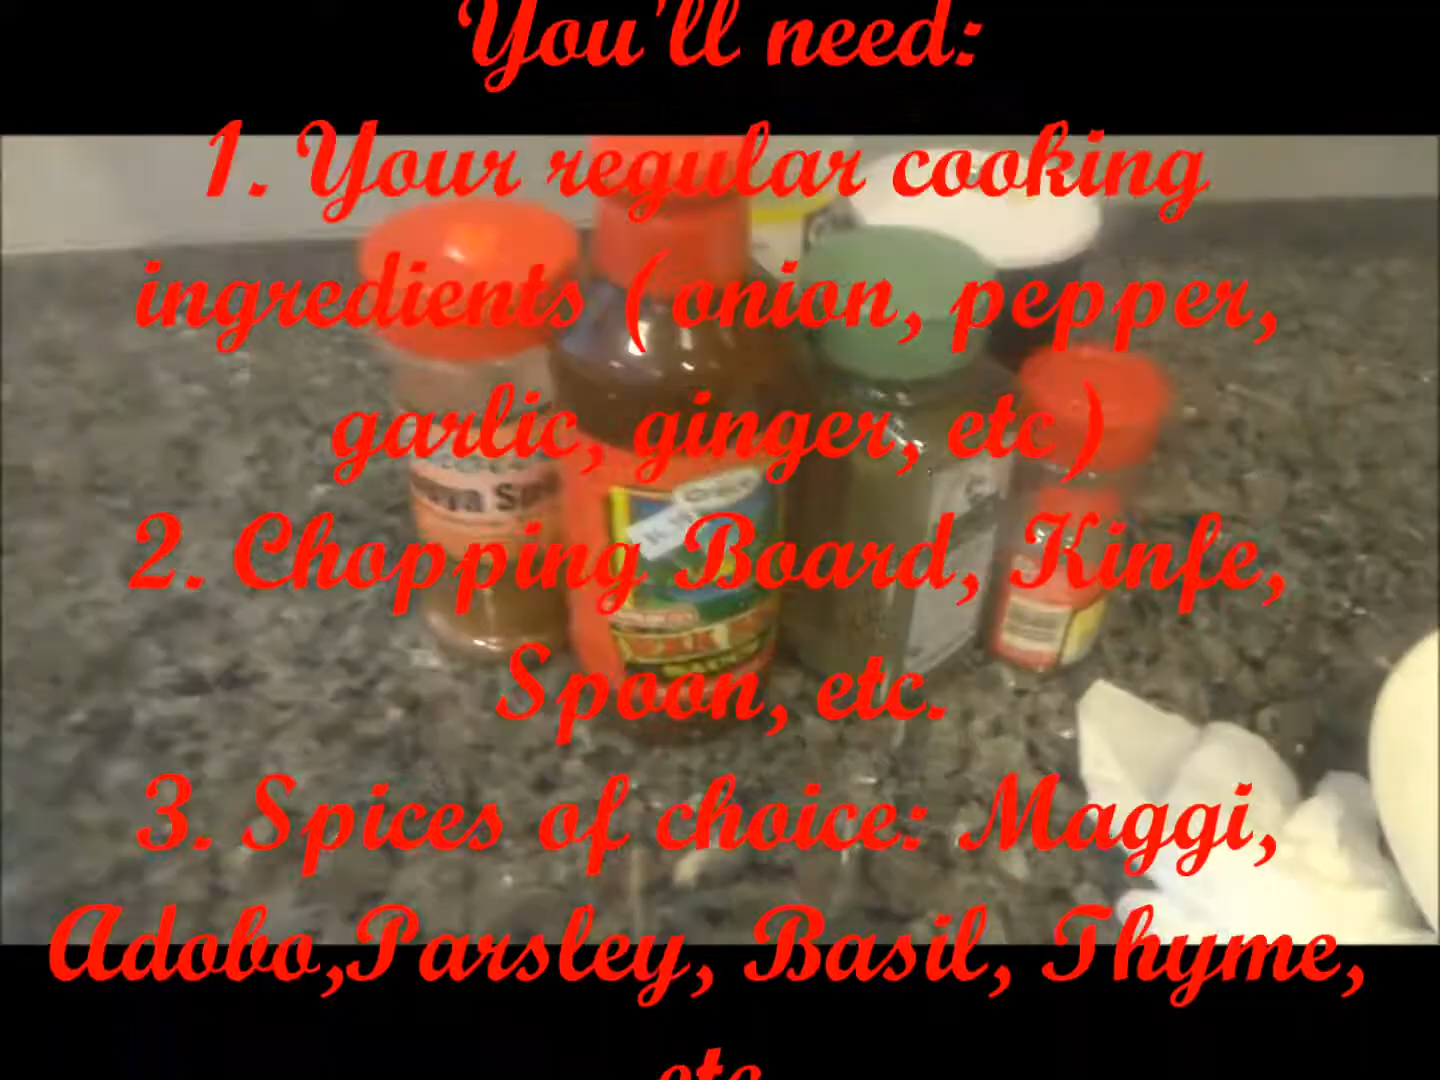 You'll need:
1. Your regular cooking
ingredients (onion, pepper,
garlic, ginger, etc)
2. Chopping Board, Kinfe,
Spoon, etc.
3. Spices of choice: Maggi,
Adobo,Parsley, Basil, Thyme,
etc